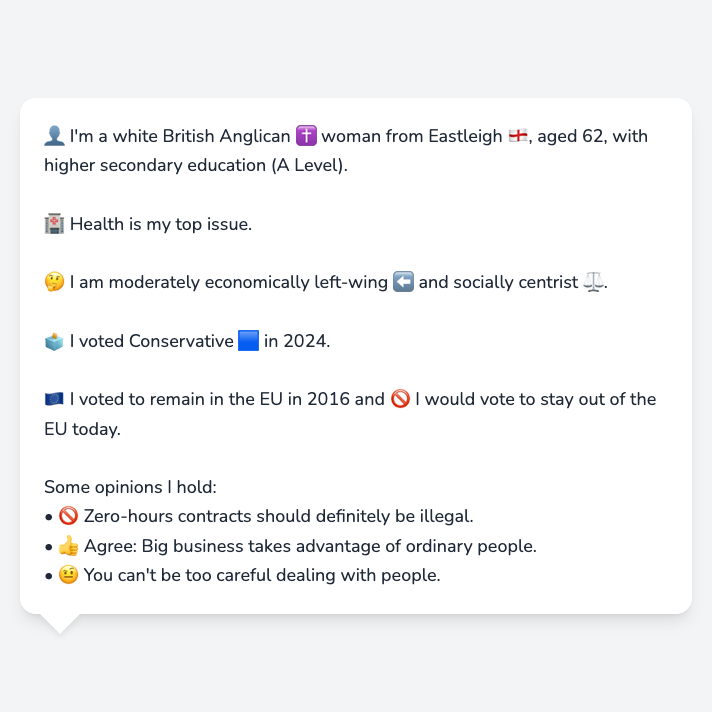 👤 I'm a white British Anglican ✝️ woman from Eastleigh 🏴󠁧󠁢󠁥󠁮󠁧󠁿, aged 62, with
higher secondary education (A Level).
🏥 Health is my top issue.
🤔 I am moderately economically left-wing ⬅️ and socially centrist ⚖️.
🗳️ I voted Conservative 🟦 in 2024.
🇪🇺 I voted to remain in the EU in 2016 and 🚫 I would vote to stay out of the
EU today.
Some opinions I hold:
• 🚫 Zero-hours contracts should definitely be illegal.
• 👍 Agree: Big business takes advantage of ordinary people.
• 🤨 You can't be too careful dealing with people.